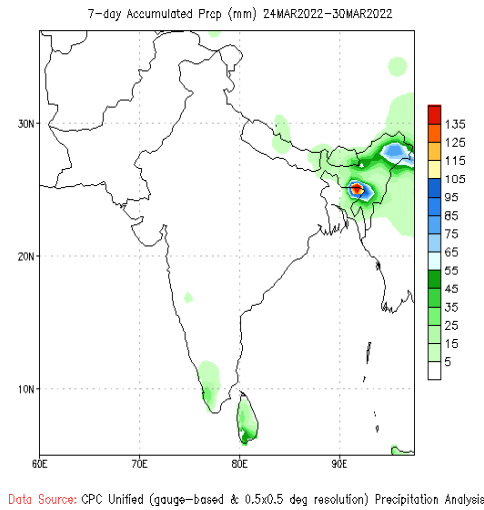 7-day Accumulated Prcp (mm) 24MAR2022-30MAR2022
30N
20N
10N
60E 70E 80E 90E
135
125
115
105
95
85
75
65
55
45
35
25
15
5
Data Source: CPC Unified (gauge-based & 0.5x0.5 deg resolution) Precipitation Analysis